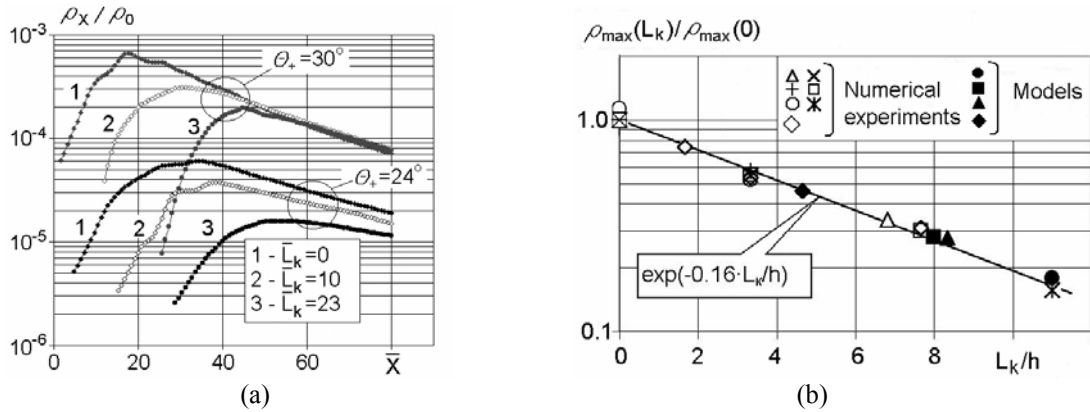 ρX / ρ0
10-3
10-4
10-5
10-6
1
2
3
Θ+ = 30°
Θ+ = 24°
1
2
3
1 - L̅k=0
2 - L̅k=10
3 - L̅k=23
0
20
40
60
X̅
(a)
ρmax(Lk)/ρmax(0)
1.0
0.1
Numerical
experiments
Models
exp(-0.16·Lк/h)
0
2
4
6
8
Lk/h
(b)